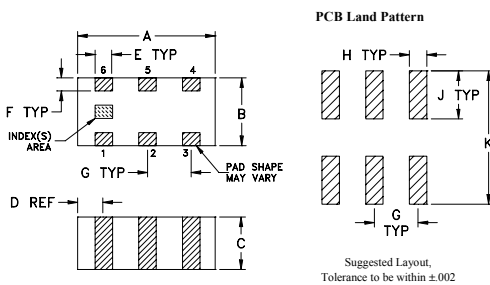 PCB Land Pattern
A
E TYP
6 5 4
F TYP
B
INDEX(S)
AREA
1 2 3
G TYP
PAD SHAPE
MAY VARY
D REF
C
H TYP
J TYP
K
G
TYP
Suggested Layout,
Tolerance to be within ±.002